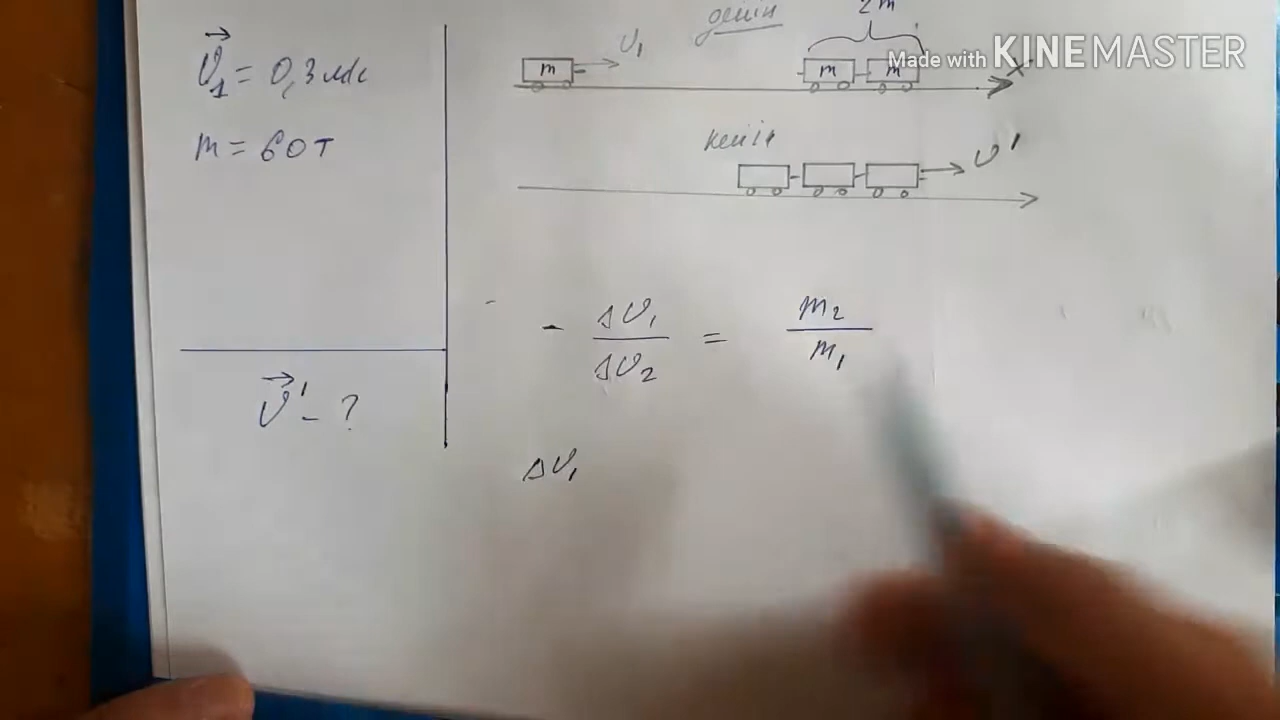 v⃗₁ = 0,3 м/с
m = 60 т
v⃗' - ?
дейін
2m
m
v₁
m m
x
Made with KINEMASTER
кейін
v'
- Δv₁/Δv₂ = m₂/m₁
Δv₁